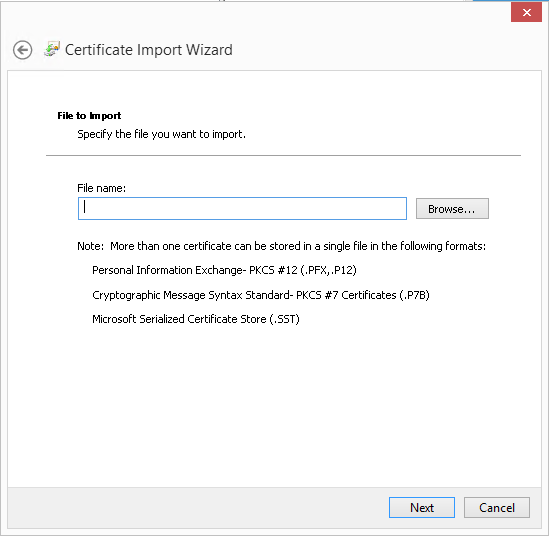 Certificate Import Wizard
File to Import
Specify the file you want to import.
File name:
Browse...
Note:  More than one certificate can be stored in a single file in the following formats:
Personal Information Exchange- PKCS #12 (.PFX,.P12)
Cryptographic Message Syntax Standard- PKCS #7 Certificates (.P7B)
Microsoft Serialized Certificate Store (.SST)
Next
Cancel